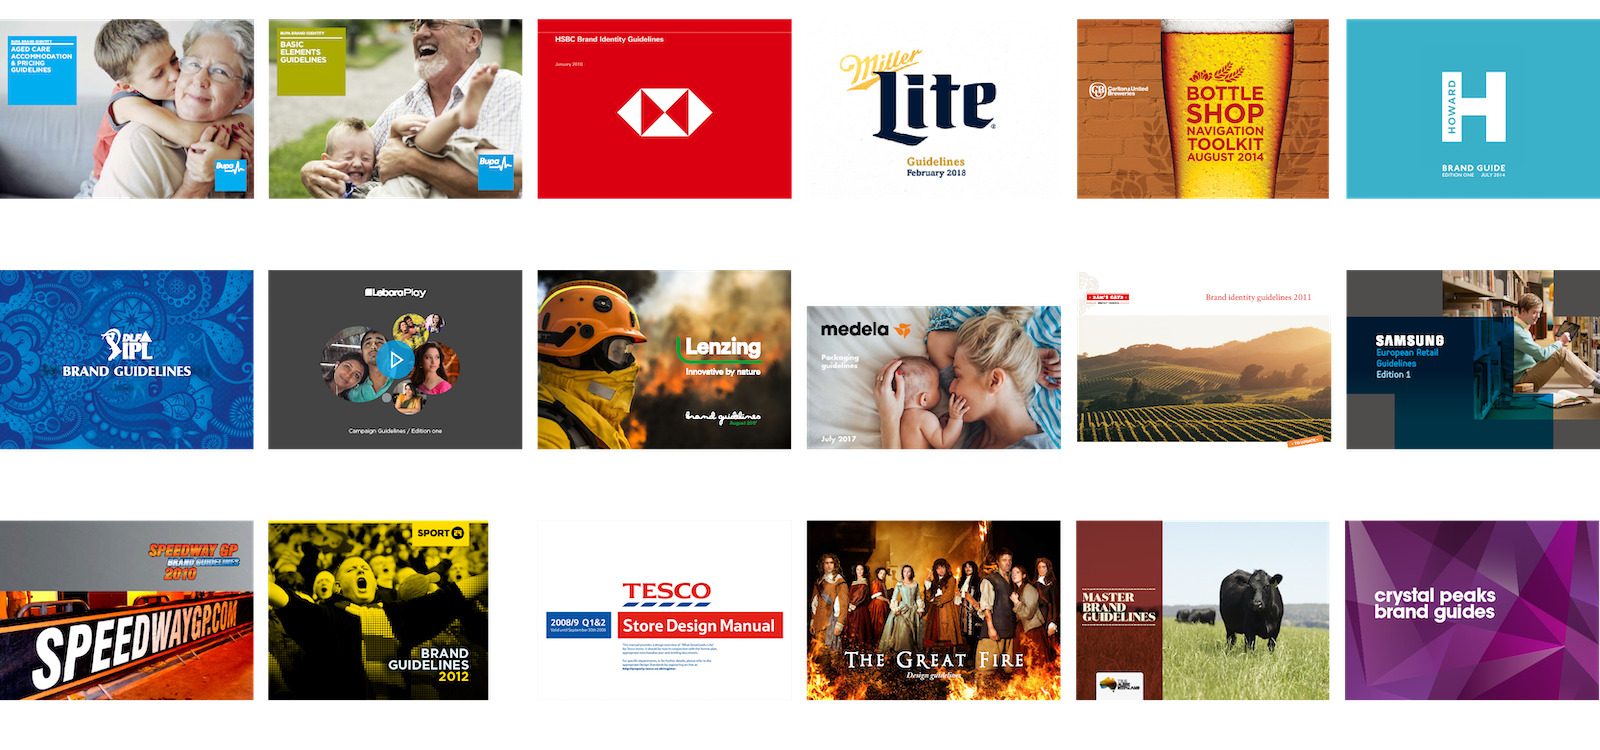 BUPA BRAND IDENTITY
AGED CARE
ACCOMMODATION
& PRICING
GUIDELINES
Bupa
BUPA BRAND IDENTITY
BASIC
ELEMENTS
GUIDELINES
Bupa
HSBC Brand Identity Guidelines
January 2018
Miller
Lite
Guidelines
February 2018
Carlton & United
Breweries
BOTTLE
SHOP
NAVIGATION
TOOLKIT
AUGUST 2014
HOWARD
H
BRAND GUIDE
EDITION ONE JULY 2014
DLF
IPL
BRAND GUIDELINES
Lebara Play
Campaign Guidelines / Edition one
Lenzing
Innovative by nature
brand guidelines
August 2017
medela
Packaging
guidelines
July 2017
Brand identity guidelines 2011
SAMSUNG
European Retail
Guidelines
Edition 1
SPEEDWAY GP
BRAND GUIDELINES
2010
SPEEDWAYGP.COM
SPORT
BRAND
GUIDELINES
2012
TESCO
2008/9 Q1&2
Store Design Manual
THE GREAT FIRE
Design guidelines
MASTER
BRAND
GUIDELINES
crystal peaks
brand guides